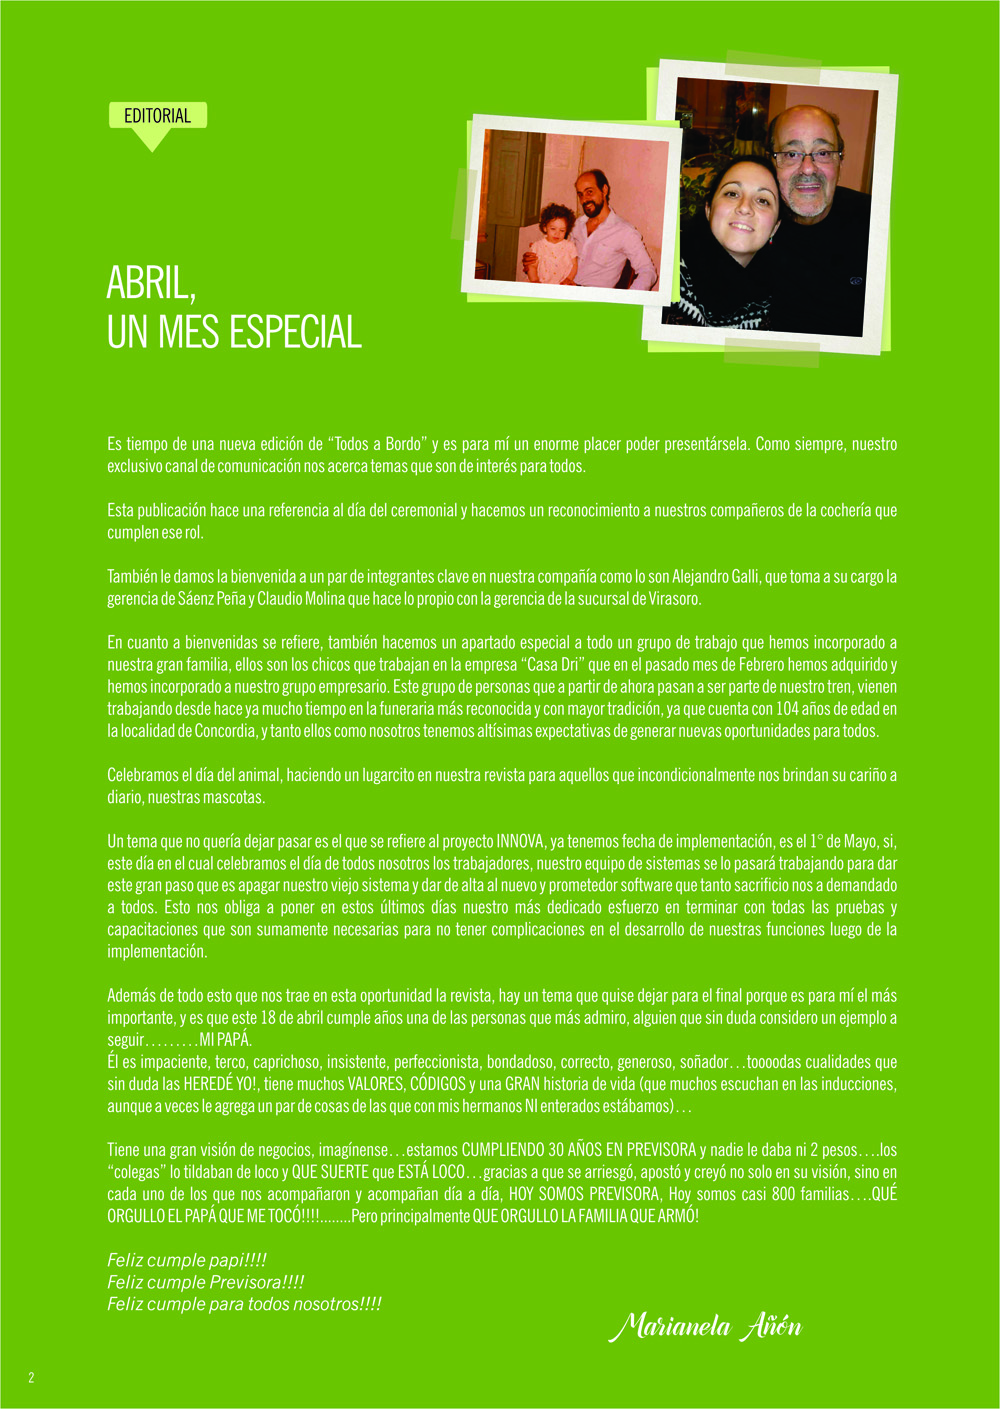 EDITORIAL
ABRIL,
UN MES ESPECIAL
Es tiempo de una nueva edición de “Todos a Bordo” y es para mí un enorme placer poder presentársela. Como siempre, nuestro
exclusivo canal de comunicación nos acerca temas que son de interés para todos.
Esta publicación hace una referencia al día del ceremonial y hacemos un reconocimiento a nuestros compañeros de la cochería que
cumplen ese rol.
También le damos la bienvenida a un par de integrantes clave en nuestra compañía como lo son Alejandro Galli, que toma a su cargo la
gerencia de Sáenz Peña y Claudio Molina que hace lo propio con la gerencia de la sucursal de Virasoro.
En cuanto a bienvenidas se refiere, también hacemos un apartado especial a todo un grupo de trabajo que hemos incorporado a
nuestra gran familia, ellos son los chicos que trabajan en la empresa “Casa Dri” que en el pasado mes de Febrero hemos adquirido y
hemos incorporado a nuestro grupo empresario. Este grupo de personas que a partir de ahora pasan a ser parte de nuestro tren, vienen
trabajando desde hace ya mucho tiempo en la funeraria más reconocida y con mayor tradición, ya que cuenta con 104 años de edad en
la localidad de Concordia, y tanto ellos como nosotros tenemos altísimas expectativas de generar nuevas oportunidades para todos.
Celebramos el día del animal, haciendo un lugarcito en nuestra revista para aquellos que incondicionalmente nos brindan su cariño a
diario, nuestras mascotas.
Un tema que no quería dejar pasar es el que se refiere al proyecto INNOVA, ya tenemos fecha de implementación, es el 1° de Mayo, si,
este día en el cual celebramos el día de todos nosotros los trabajadores, nuestro equipo de sistemas se lo pasará trabajando para dar
este gran paso que es apagar nuestro viejo sistema y dar de alta al nuevo y prometedor software que tanto sacrificio nos a demandado
a todos. Esto nos obliga a poner en estos últimos días nuestro más dedicado esfuerzo en terminar con todas las pruebas y
capacitaciones que son sumamente necesarias para no tener complicaciones en el desarrollo de nuestras funciones luego de la
implementación.
Además de todo esto que nos trae en esta oportunidad la revista, hay un tema que quise dejar para el final porque es para mí el más
importante, y es que este 18 de abril cumple años una de las personas que más admiro, alguien que sin duda considero un ejemplo a
seguir.........MI PAPÁ.
Él es impaciente, terco, caprichoso, insistente, perfeccionista, bondadoso, correcto, generoso, soñador...toooodas cualidades que
sin duda las HEREDÉ YO!, tiene muchos VALORES, CÓDIGOS y una GRAN historia de vida (que muchos escuchan en las inducciones,
aunque a veces le agrega un par de cosas de las que con mis hermanos NI enterados estábamos)...
Tiene una gran visión de negocios, imagínense...estamos CUMPLIENDO 30 AÑOS EN PREVISORA y nadie le daba ni 2 pesos....los
“colegas” lo tildaban de loco y QUE SUERTE que ESTÁ LOCO...gracias a que se arriesgó, apostó y creyó no solo en su visión, sino en
cada uno de los que nos acompañaron y acompañan día a día, HOY SOMOS PREVISORA, Hoy somos casi 800 familias....QUÉ
ORGULLO EL PAPÁ QUE ME TOCÓ!!!!........Pero principalmente QUE ORGULLO LA FAMILIA QUE ARMÓ!
Feliz cumple papi!!!!
Feliz cumple Previsora!!!!
Feliz cumple para todos nosotros!!!!
Marianela Añón
2